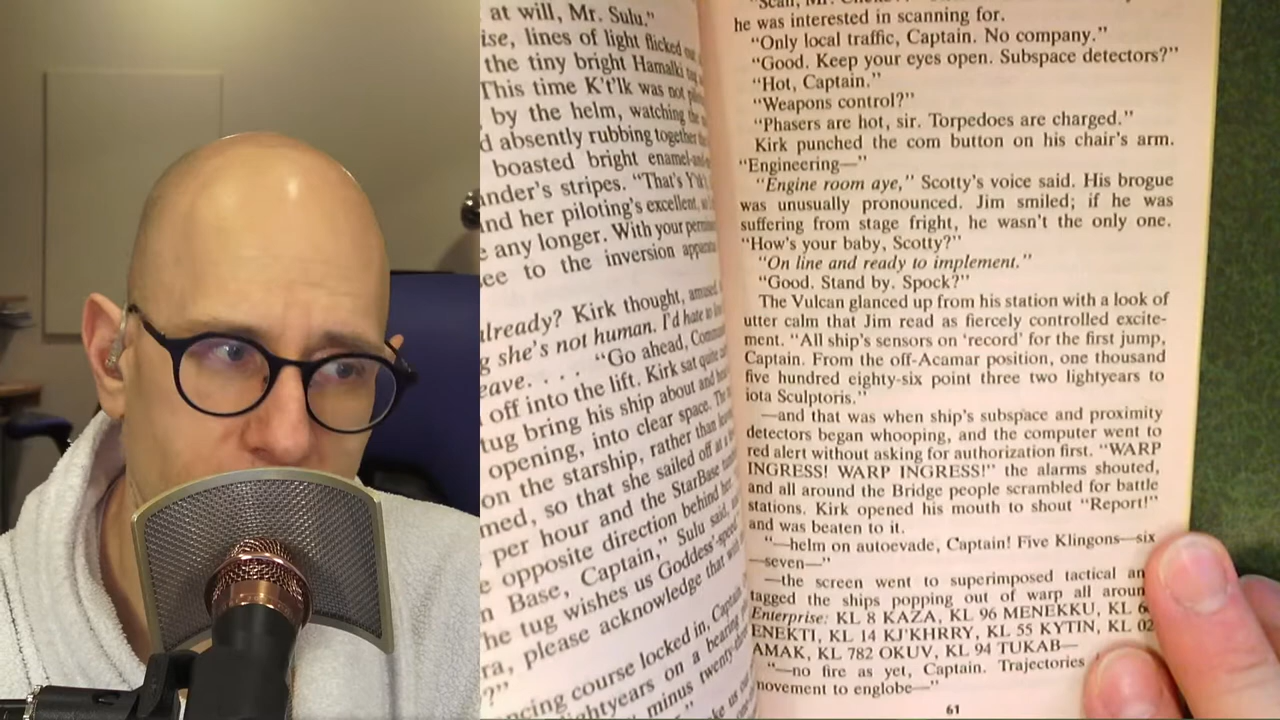 at will, Mr. Sulu."
ise, lines of light flicked
the tiny bright Hamalki
This time K't'lk was not
by the helm, watching the
d absently rubbing together
boasted bright enamel-and-
ander's stripes. "That's
nd her piloting's excellent,
any longer. With your
ee to the inversion
already? Kirk thought, amused.
g she's not human. I'd hate to
eave. . . . "Go ahead,
off into the lift. Kirk sat quite
tug bring his ship about and
opening, into clear space. The
on the starship, rather than
med, so that she sailed off at a
per hour and the StarBase
e opposite direction behind her.
n Base, Captain," Sulu said,
he tug wishes us Goddess'-speed
ra, please acknowledge that with
?"
ncing course locked in, Captain
lightyears on a bearing
minus
"
he was interested in scanning for.
"Only local traffic, Captain. No company."
"Good. Keep your eyes open. Subspace detectors?"
"Hot, Captain."
"Weapons control?"
"Phasers are hot, sir. Torpedoes are charged."
Kirk punched the com button on his chair's arm.
"Engineering—"
"Engine room aye," Scotty's voice said. His brogue
was unusually pronounced. Jim smiled; if he was
suffering from stage fright, he wasn't the only one.
"How's your baby, Scotty?"
"On line and ready to implement."
"Good. Stand by. Spock?"
The Vulcan glanced up from his station with a look of
utter calm that Jim read as fiercely controlled excite-
ment. "All ship's sensors on 'record' for the first jump,
Captain. From the off-Acamar position, one thousand
five hundred eighty-six point three two lightyears to
iota Sculptoris."
—and that was when ship's subspace and proximity
detectors began whooping, and the computer went to
red alert without asking for authorization first. "WARP
INGRESS! WARP INGRESS!" the alarms shouted,
and all around the Bridge people scrambled for battle
stations. Kirk opened his mouth to shout "Report!"
and was beaten to it.
"—helm on autoevade, Captain! Five Klingons—six
—seven—"
—the screen went to superimposed tactical an
tagged the ships popping out of warp all aroun
Enterprise: KL 8 KAZA, KL 96 MENEKKU, KL 6
ENEKTI, KL 14 KJ'KHRRY, KL 55 KYTIN, KL 02
AMAK, KL 782 OKUV, KL 94 TUKAB—
"—no fire as yet, Captain. Trajectories
movement to englobe—"
61